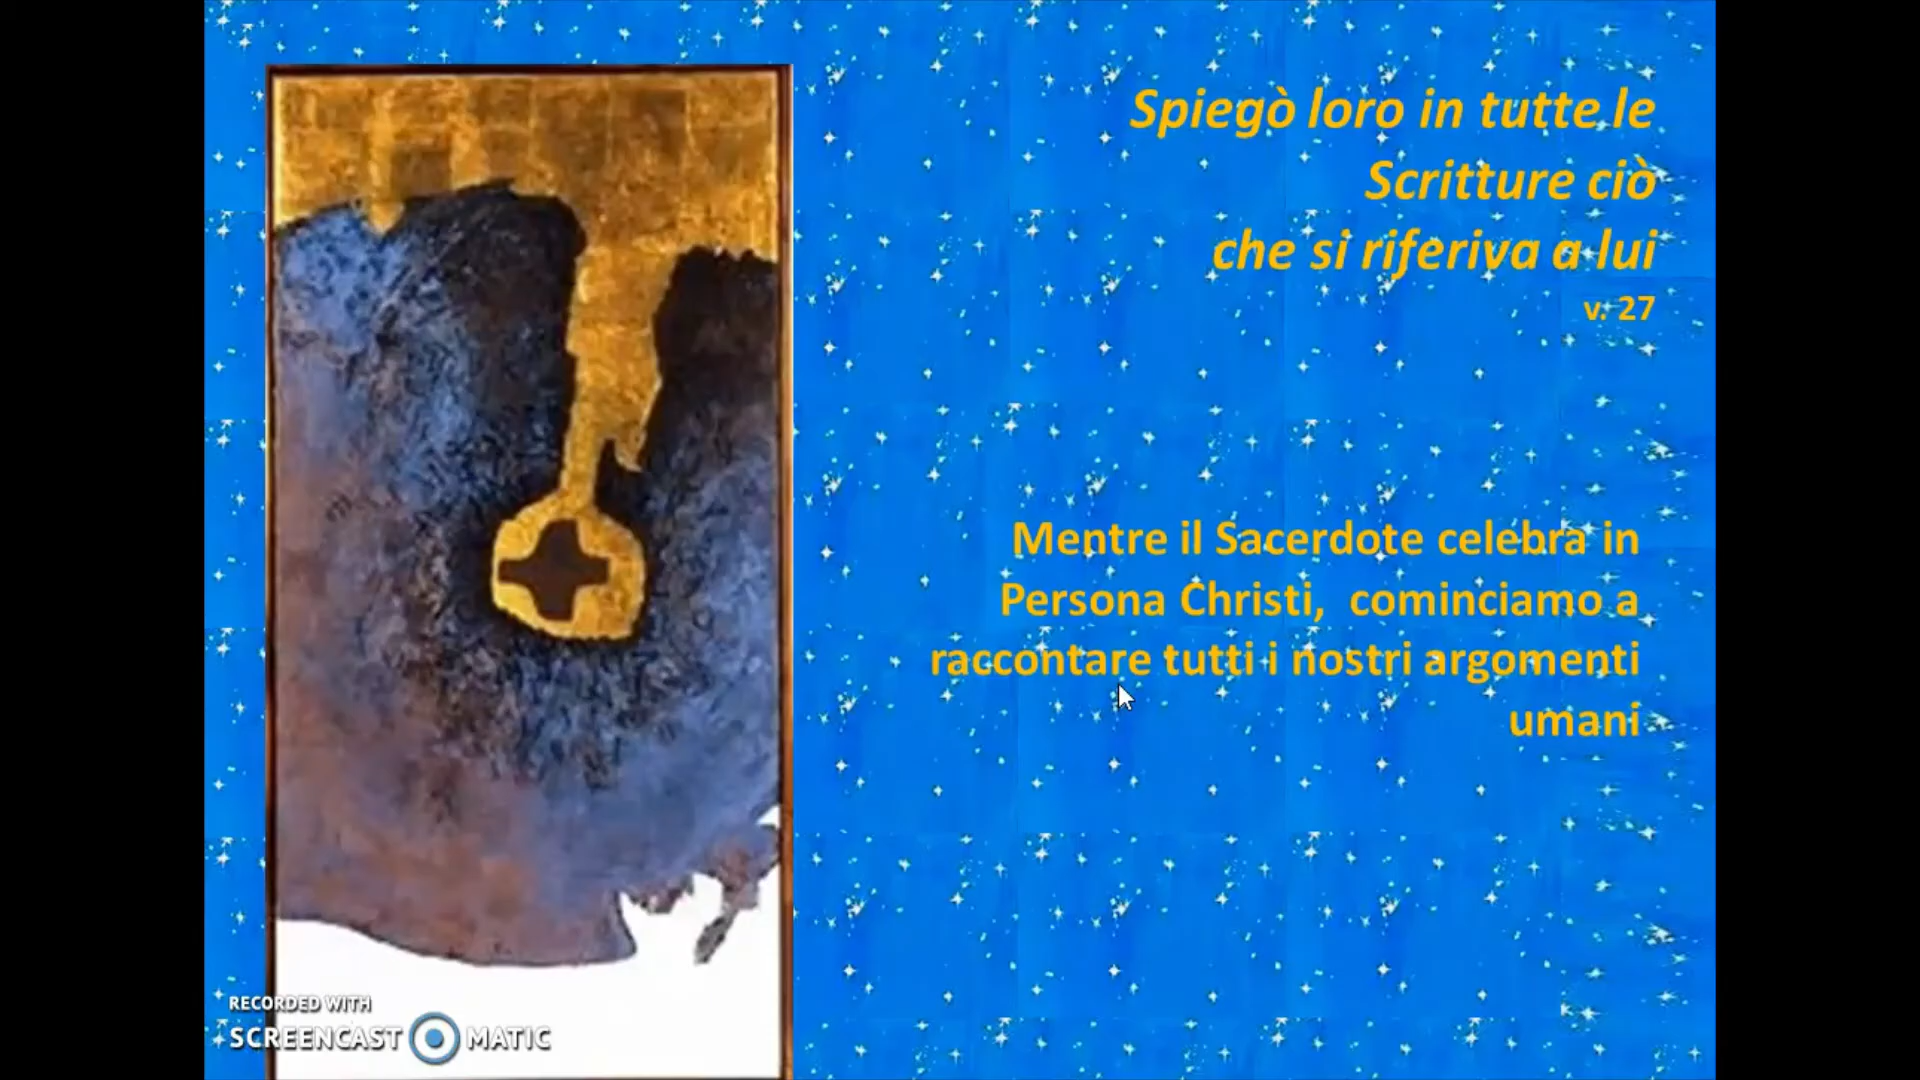 Spiegò loro in tutte le
Scritture ciò
che si riferiva a lui
v. 27
Mentre il Sacerdote celebra in
Persona Christi, cominciamo a
raccontare tutti i nostri argomenti
umani
RECORDED WITH
SCREENCAST MATIC